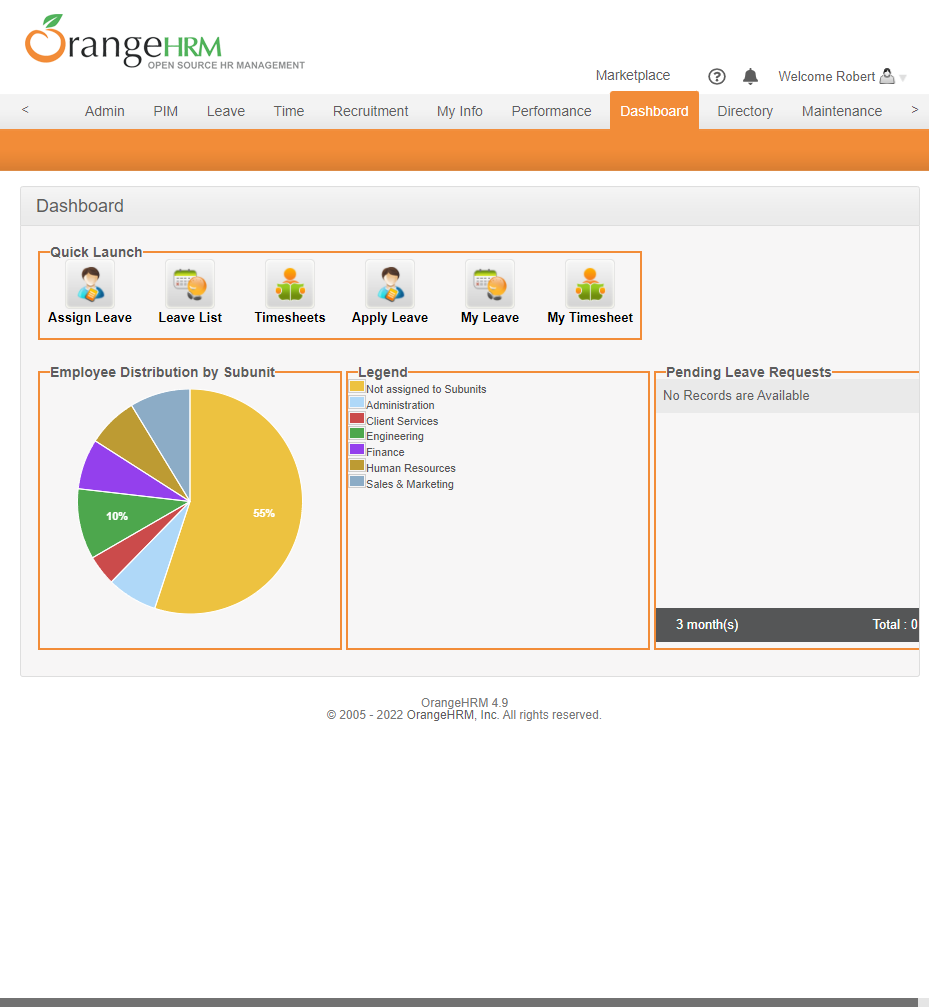 OrangeHRM
OPEN SOURCE HR MANAGEMENT
Marketplace ? Welcome Robert
< Admin PIM Leave Time Recruitment My Info Performance Dashboard Directory Maintenance >
Dashboard
Quick Launch
Assign Leave Leave List Timesheets Apply Leave My Leave My Timesheet
Employee Distribution by Subunit
55%
10%
Legend
Not assigned to Subunits
Administration
Client Services
Engineering
Finance
Human Resources
Sales & Marketing
Pending Leave Requests
No Records are Available
3 month(s) Total : 0
OrangeHRM 4.9
© 2005 - 2022 OrangeHRM, Inc. All rights reserved.